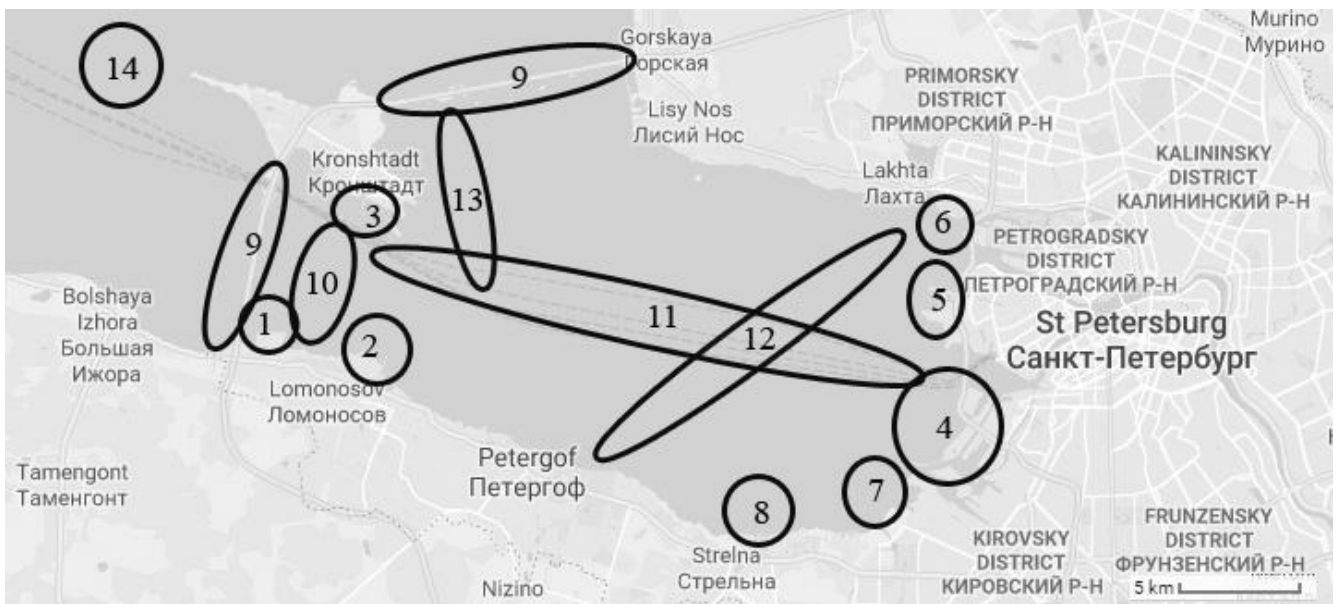 Murino
Мурино
Gorskaya
Горская
14
9
PRIMORSKY
DISTRICT
ПРИМОРСКИЙ Р-Н
Lisy Nos
Лисий Нос
KALININSKY
DISTRICT
КАЛИНИНСКИЙ Р-Н
Kronshtadt
Кронштадт
Lakhta
Лахта
13
3
6
PETROGRADSKY
DISTRICT
ПЕТРОГРАДСКИЙ Р-Н
9
10
5
Bolshaya
Izhora
Большая
Ижора
1
2
11
12
St Petersburg
Санкт-Петербург
Lomonosov
Ломоносов
4
Petergof
Петергоф
Tamengont
Таменгонт
7
8
Strelna
Стрельна
KIROVSKY
DISTRICT
КИРОВСКИЙ Р-Н
FRUNZENSKY
DISTRICT
ФРУНЗЕНСКИЙ Р-Н
Nizino
5 km